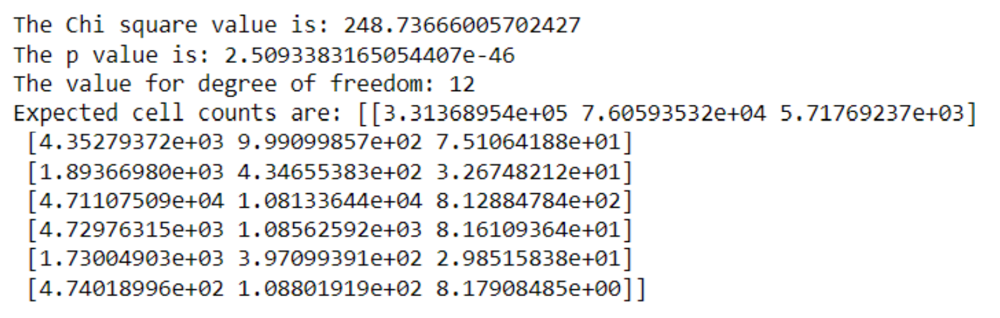 The Chi square value is: 248.73666005702427
The p value is: 2.5093383165054407e-46
The value for degree of freedom: 12
Expected cell counts are: [[3.31368954e+05 7.60593532e+04 5.71769237e+03]
[4.35279372e+03 9.99099857e+02 7.51064188e+01]
[1.89366980e+03 4.34655383e+02 3.26748212e+01]
[4.71107509e+04 1.08133644e+04 8.12884784e+02]
[4.72976315e+03 1.08562592e+03 8.16109364e+01]
[1.73004903e+03 3.97099391e+02 2.98515838e+01]
[4.74018996e+02 1.08801919e+02 8.17908485e+00]]